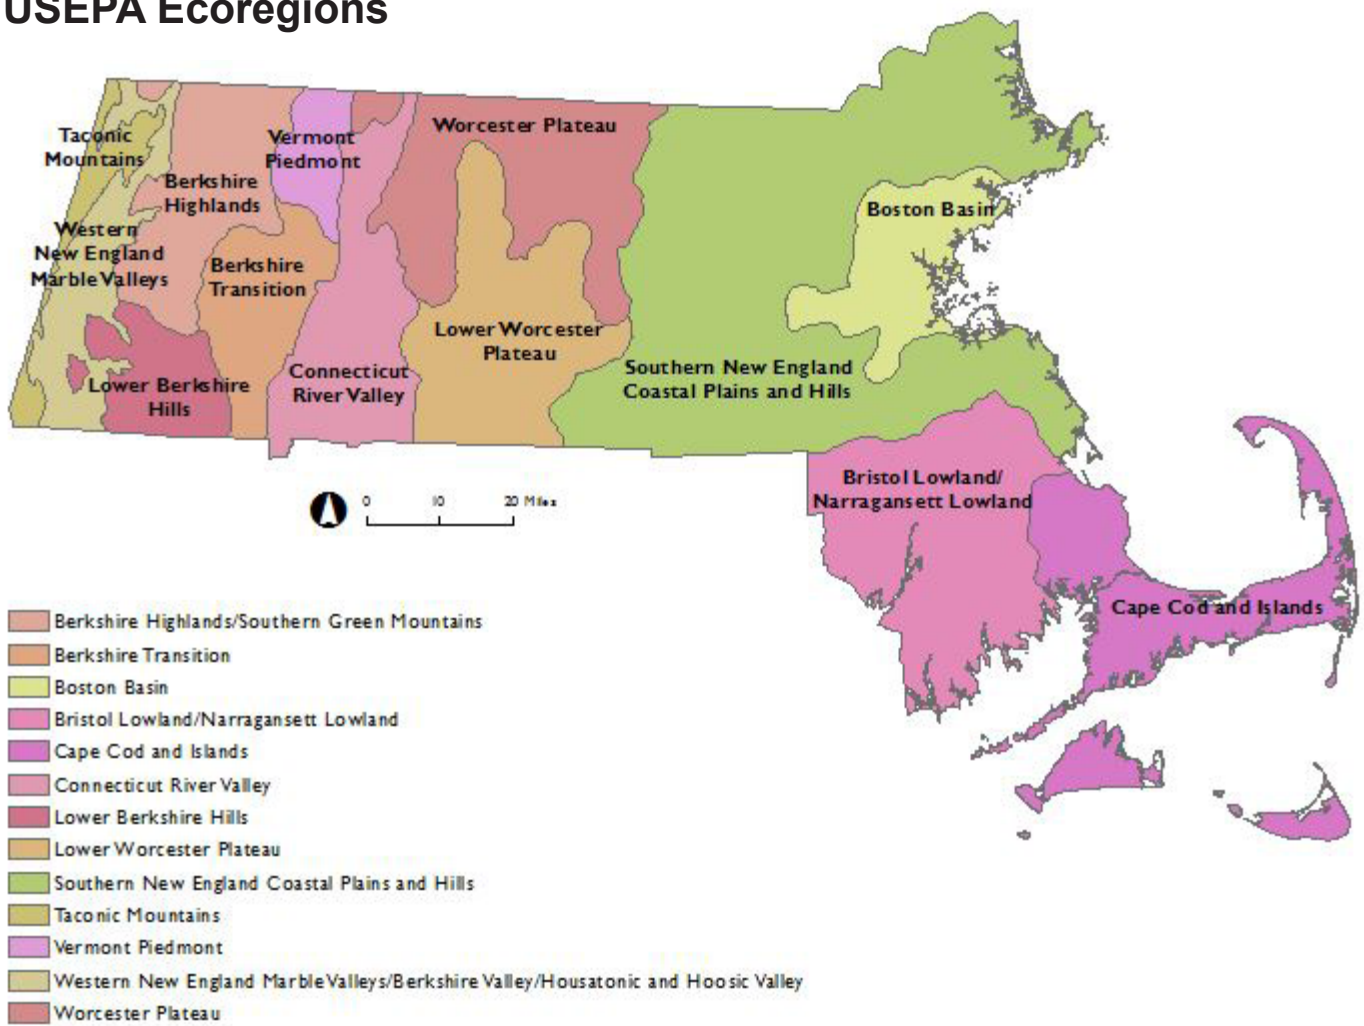 USEPA Ecoregions
Taconic
Mountains
Vermont
Piedmont
Worcester Plateau
Berkshire
Highlands
Boston Basin
Western
New England
Marble Valleys
Berkshire
Transition
Lower Worcester
Plateau
Connecticut
River Valley
Southern New England
Coastal Plains and Hills
Lower Berkshire
Hills
Bristol Lowland/
Narragansett Lowland
0 10 20 Miles
Cape Cod and Islands
Berkshire Highlands/Southern Green Mountains
Berkshire Transition
Boston Basin
Bristol Lowland/Narragansett Lowland
Cape Cod and Islands
Connecticut River Valley
Lower Berkshire Hills
Lower Worcester Plateau
Southern New England Coastal Plains and Hills
Taconic Mountains
Vermont Piedmont
Western New England Marble Valleys/Berkshire Valley/Housatonic and Hoosic Valley
Worcester Plateau